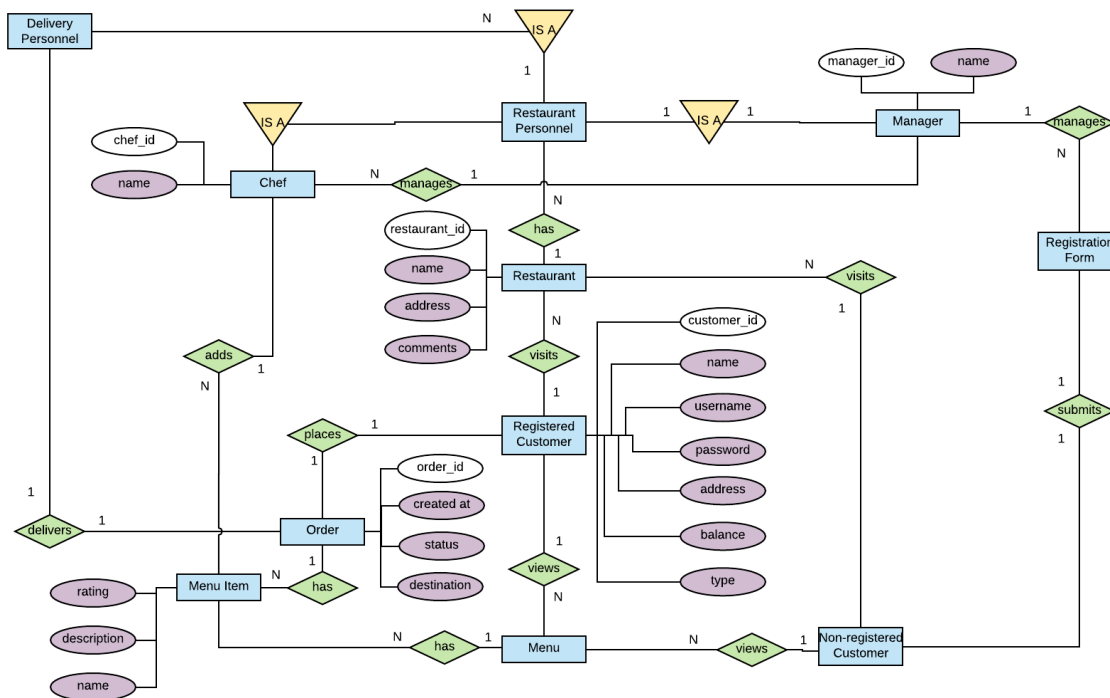 Delivery
Personnel
N
IS A
1
manager_id
name
IS A
Restaurant
Personnel
1
IS A
1
Manager
1
manages
chef_id
name
Chef
N
manages
1
N
N
restaurant_id
has
Registration
Form
1
name
Restaurant
N
visits
address
1
N
customer_id
comments
visits
adds
1
name
N
1
1
username
submits
places
1
Registered
Customer
1
1
order_id
password
created at
address
1
delivers
1
Order
balance
status
1
1
views
type
rating
Menu Item
N
has
destination
N
description
N
has
1
Menu
N
views
1
Non-registered
Customer
name